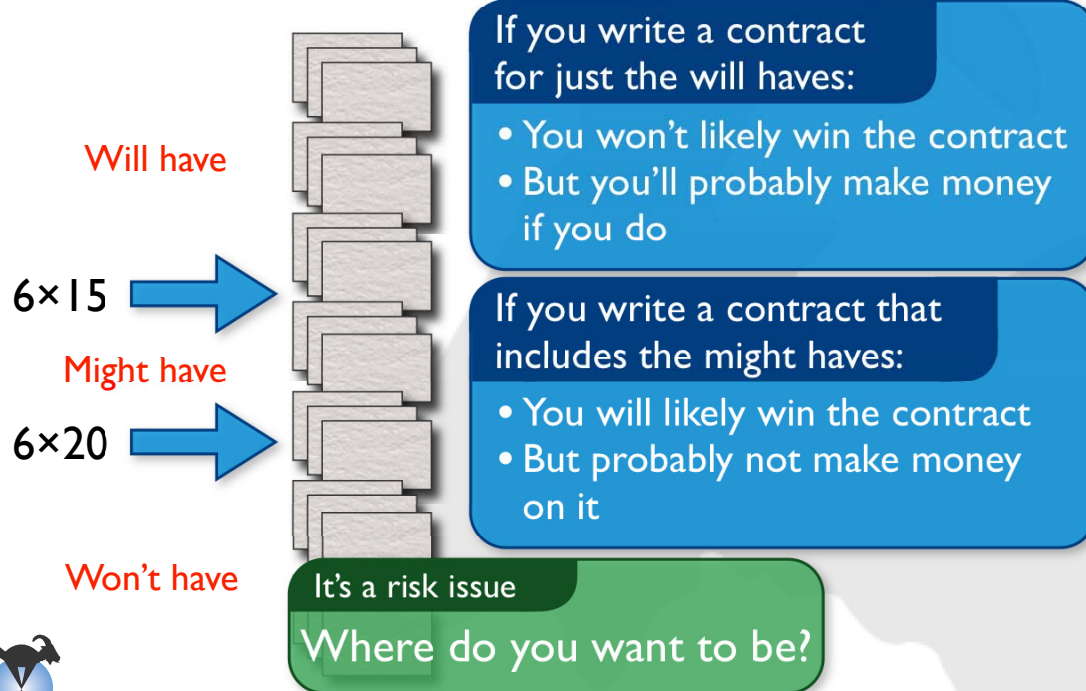 Will have
6×15
Might have
6×20
Won't have
If you write a contract
for just the will haves:
• You won't likely win the contract
• But you'll probably make money
if you do
If you write a contract that
includes the might haves:
• You will likely win the contract
• But probably not make money
on it
It's a risk issue
Where do you want to be?